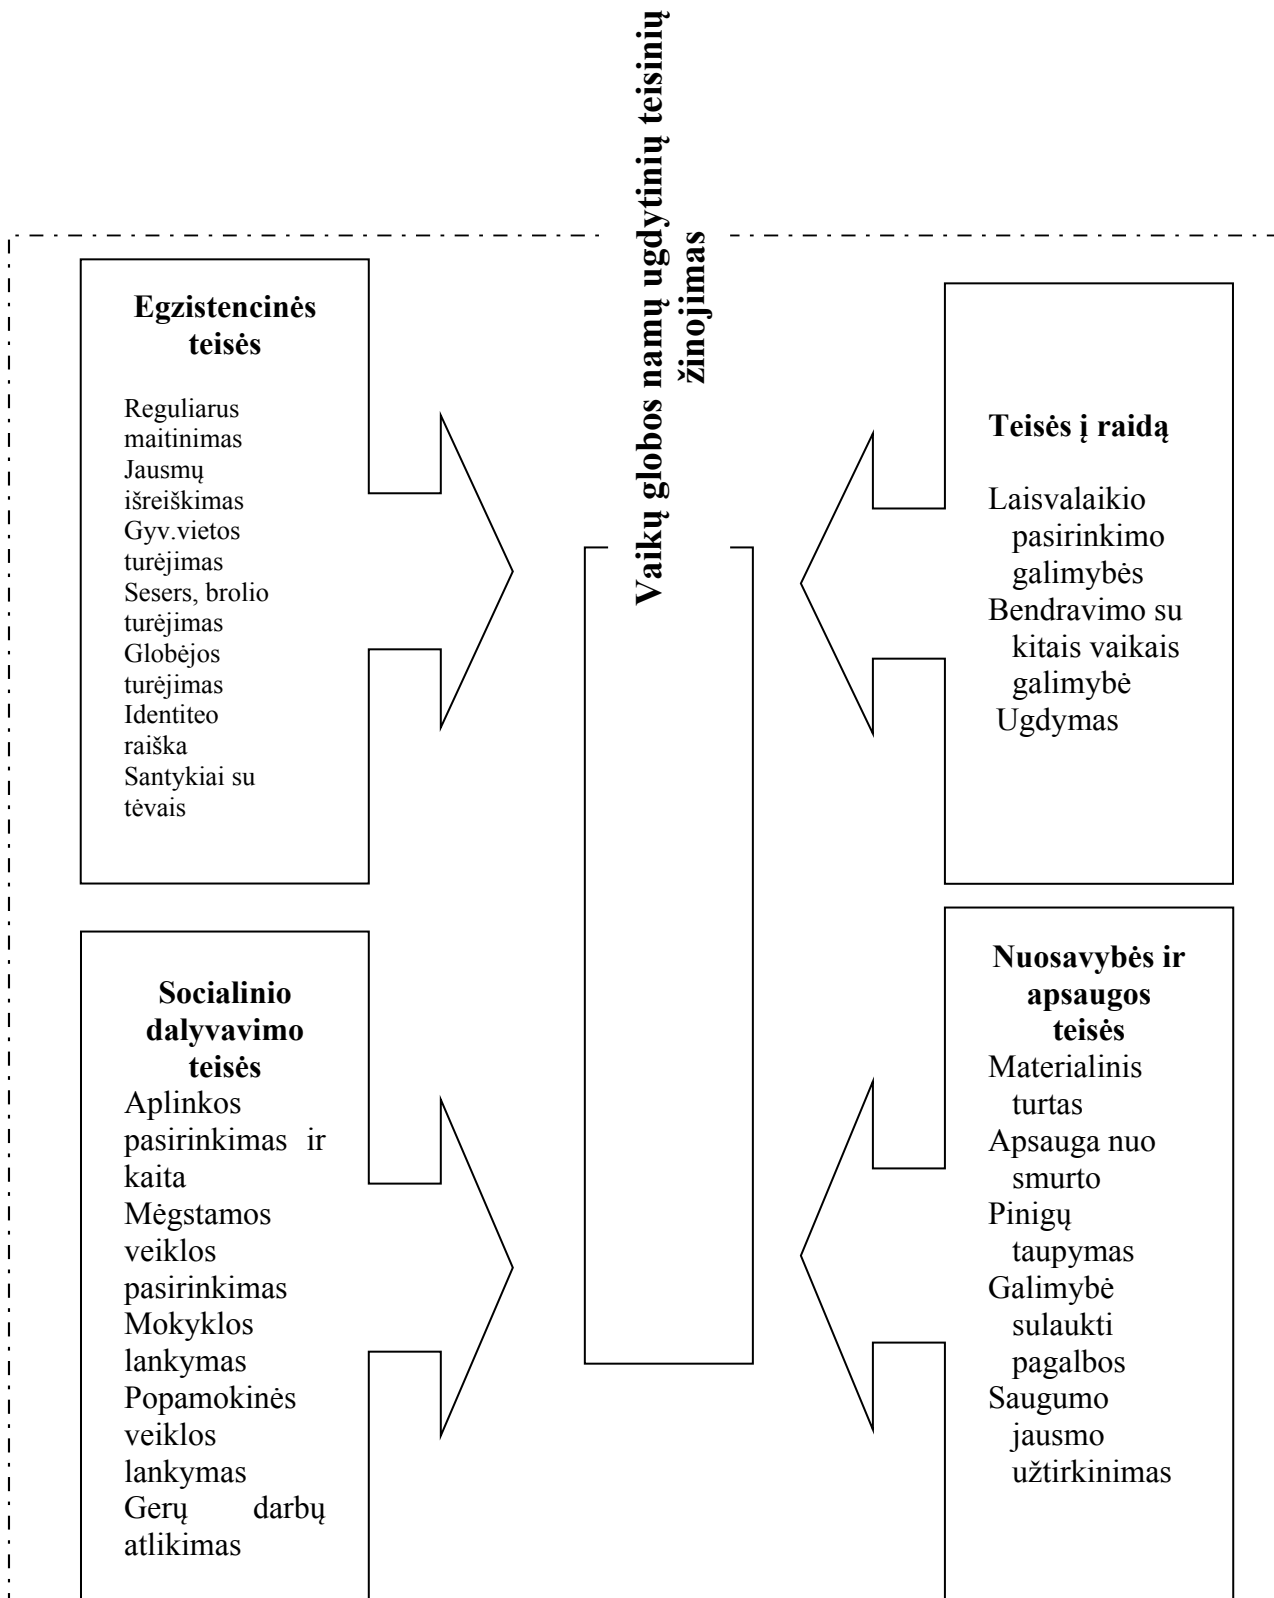 Vaikų globos namų ugdytinių teisinių
žinojimas
Egzistencinės
teisės
Reguliarus
maitinimas
Jausmų
išreiškimas
Gyv.vietos
turėjimas
Sesers, brolio
turėjimas
Globėjos
turėjimas
Identiteo
raiška
Santykiai su
tėvais
Teisės į raidą
Laisvalaikio
pasirinkimo
galimybės
Bendravimo su
kitais vaikais
galimybė
Ugdymas
Socialinio
dalyvavimo
teisės
Aplinkos
pasirinkimas ir
kaita
Mėgstamos
veiklos
pasirinkimas
Mokyklos
lankymas
Popamokinės
veiklos
lankymas
Gerų darbų
atlikimas
Nuosavybės ir
apsaugos
teisės
Materialinis
turtas
Apsauga nuo
smurto
Pinigų
taupymas
Galimybė
sulaukti
pagalbos
Saugumo
jausmo
užtirkinimas